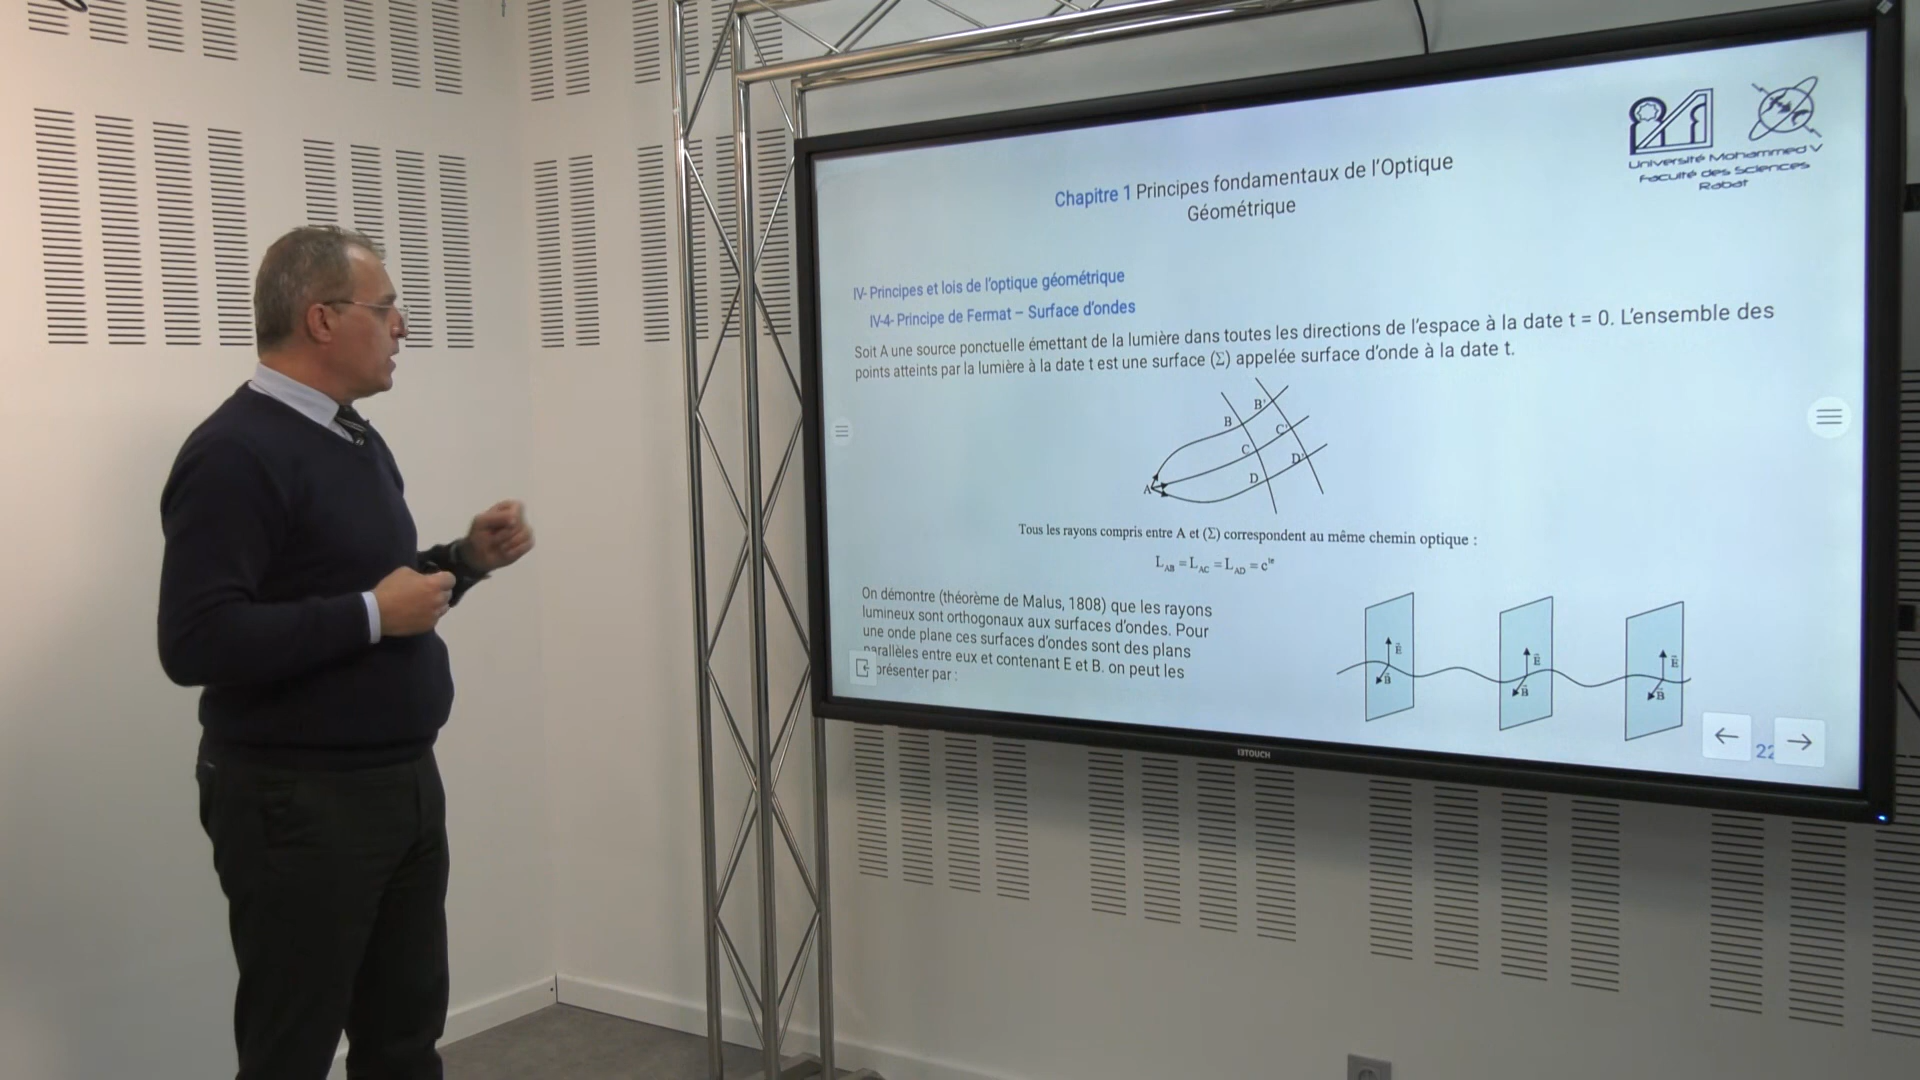 Université Mohammed V
Faculté des Sciences
Rabat
Chapitre 1 Principes fondamentaux de l'Optique
Géométrique
IV- Principes et lois de l'optique géométrique
IV-4- Principe de Fermat – Surface d'ondes
Soit A une source ponctuelle émettant de la lumière dans toutes les directions de l'espace à la date t = 0. L'ensemble des
points atteints par la lumière à la date t est une surface (Σ) appelée surface d'onde à la date t.
B'
B
C'
C
D'
D
A
Tous les rayons compris entre A et (Σ) correspondent au même chemin optique :
L_AB = L_AC = L_AD = c^te
On démontre (théorème de Malus, 1808) que les rayons
lumineux sont orthogonaux aux surfaces d'ondes. Pour
une onde plane ces surfaces d'ondes sont des plans
parallèles entre eux et contenant E et B. on peut les
présenter par :
E
B
E
B
E
B
22